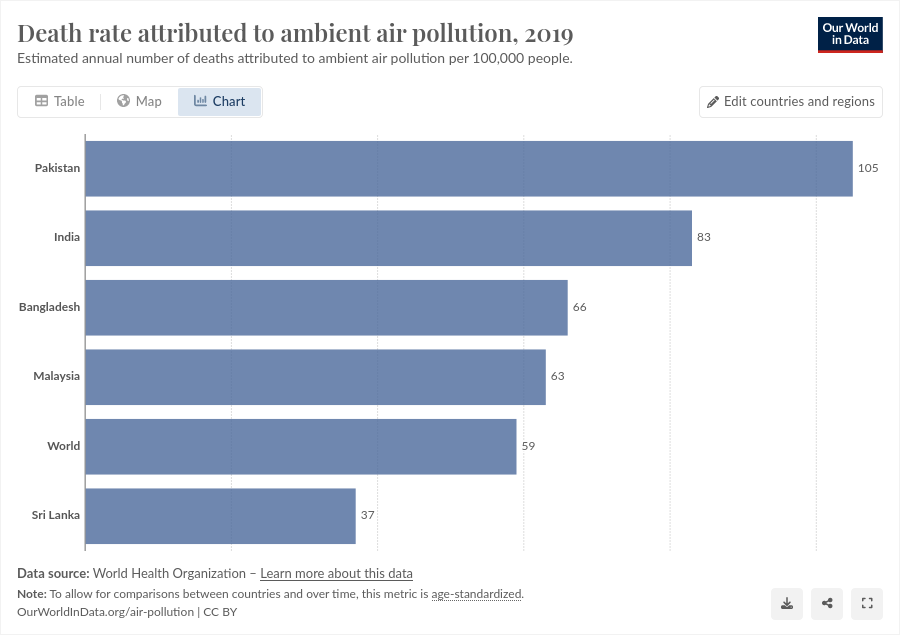 Death rate attributed to ambient air pollution, 2019
Our World
in Data
Estimated annual number of deaths attributed to ambient air pollution per 100,000 people.
Table
Map
Chart
Edit countries and regions
Pakistan 105
India 83
Bangladesh 66
Malaysia 63
World 59
Sri Lanka 37
Data source: World Health Organization – Learn more about this data
Note: To allow for comparisons between countries and over time, this metric is age-standardized.
OurWorldInData.org/air-pollution | CC BY